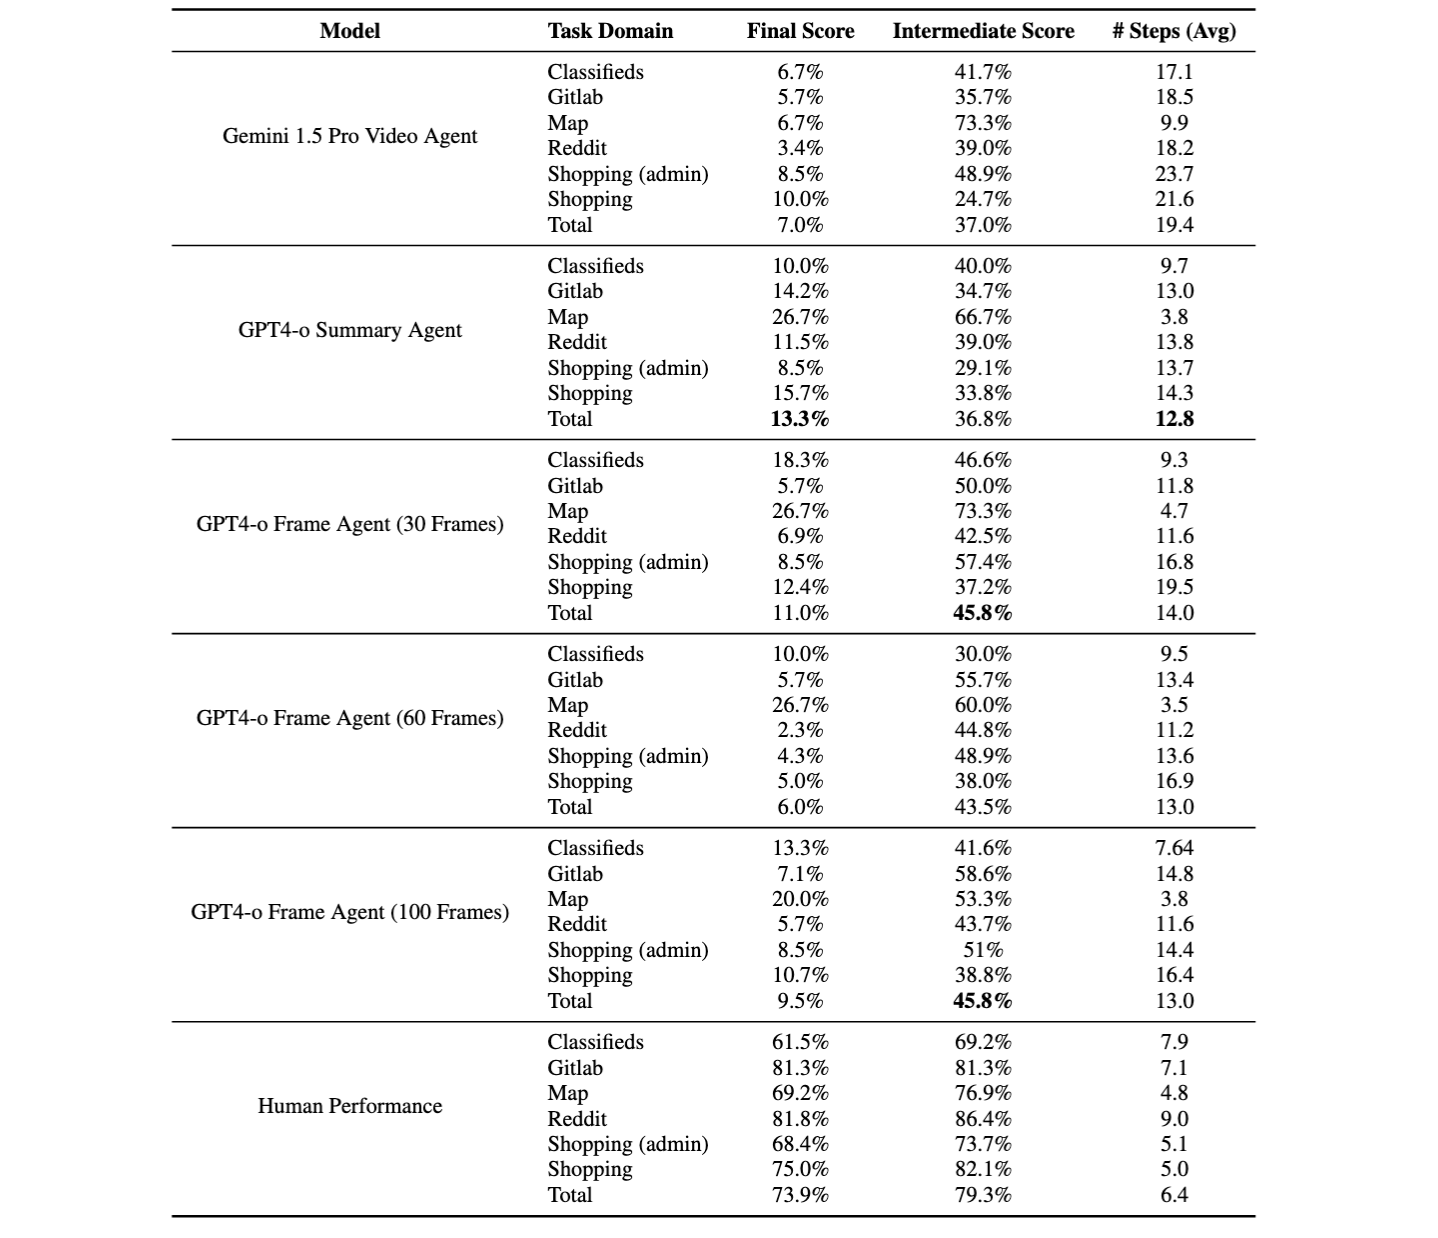 Model Task Domain Final Score Intermediate Score # Steps (Avg)
Classifieds 6.7% 41.7% 17.1
Gitlab 5.7% 35.7% 18.5
Map 6.7% 73.3% 9.9
Gemini 1.5 Pro Video Agent
Reddit 3.4% 39.0% 18.2
Shopping (admin) 8.5% 48.9% 23.7
Shopping 10.0% 24.7% 21.6
Total 7.0% 37.0% 19.4
Classifieds 10.0% 40.0% 9.7
Gitlab 14.2% 34.7% 13.0
Map 26.7% 66.7% 3.8
GPT4-o Summary Agent
Reddit 11.5% 39.0% 13.8
Shopping (admin) 8.5% 29.1% 13.7
Shopping 15.7% 33.8% 14.3
Total 13.3% 36.8% 12.8
Classifieds 18.3% 46.6% 9.3
Gitlab 5.7% 50.0% 11.8
Map 26.7% 73.3% 4.7
GPT4-o Frame Agent (30 Frames)
Reddit 6.9% 42.5% 11.6
Shopping (admin) 8.5% 57.4% 16.8
Shopping 12.4% 37.2% 19.5
Total 11.0% 45.8% 14.0
Classifieds 10.0% 30.0% 9.5
Gitlab 5.7% 55.7% 13.4
Map 26.7% 60.0% 3.5
GPT4-o Frame Agent (60 Frames)
Reddit 2.3% 44.8% 11.2
Shopping (admin) 4.3% 48.9% 13.6
Shopping 5.0% 38.0% 16.9
Total 6.0% 43.5% 13.0
Classifieds 13.3% 41.6% 7.64
Gitlab 7.1% 58.6% 14.8
Map 20.0% 53.3% 3.8
GPT4-o Frame Agent (100 Frames)
Reddit 5.7% 43.7% 11.6
Shopping (admin) 8.5% 51% 14.4
Shopping 10.7% 38.8% 16.4
Total 9.5% 45.8% 13.0
Classifieds 61.5% 69.2% 7.9
Gitlab 81.3% 81.3% 7.1
Map 69.2% 76.9% 4.8
Human Performance
Reddit 81.8% 86.4% 9.0
Shopping (admin) 68.4% 73.7% 5.1
Shopping 75.0% 82.1% 5.0
Total 73.9% 79.3% 6.4